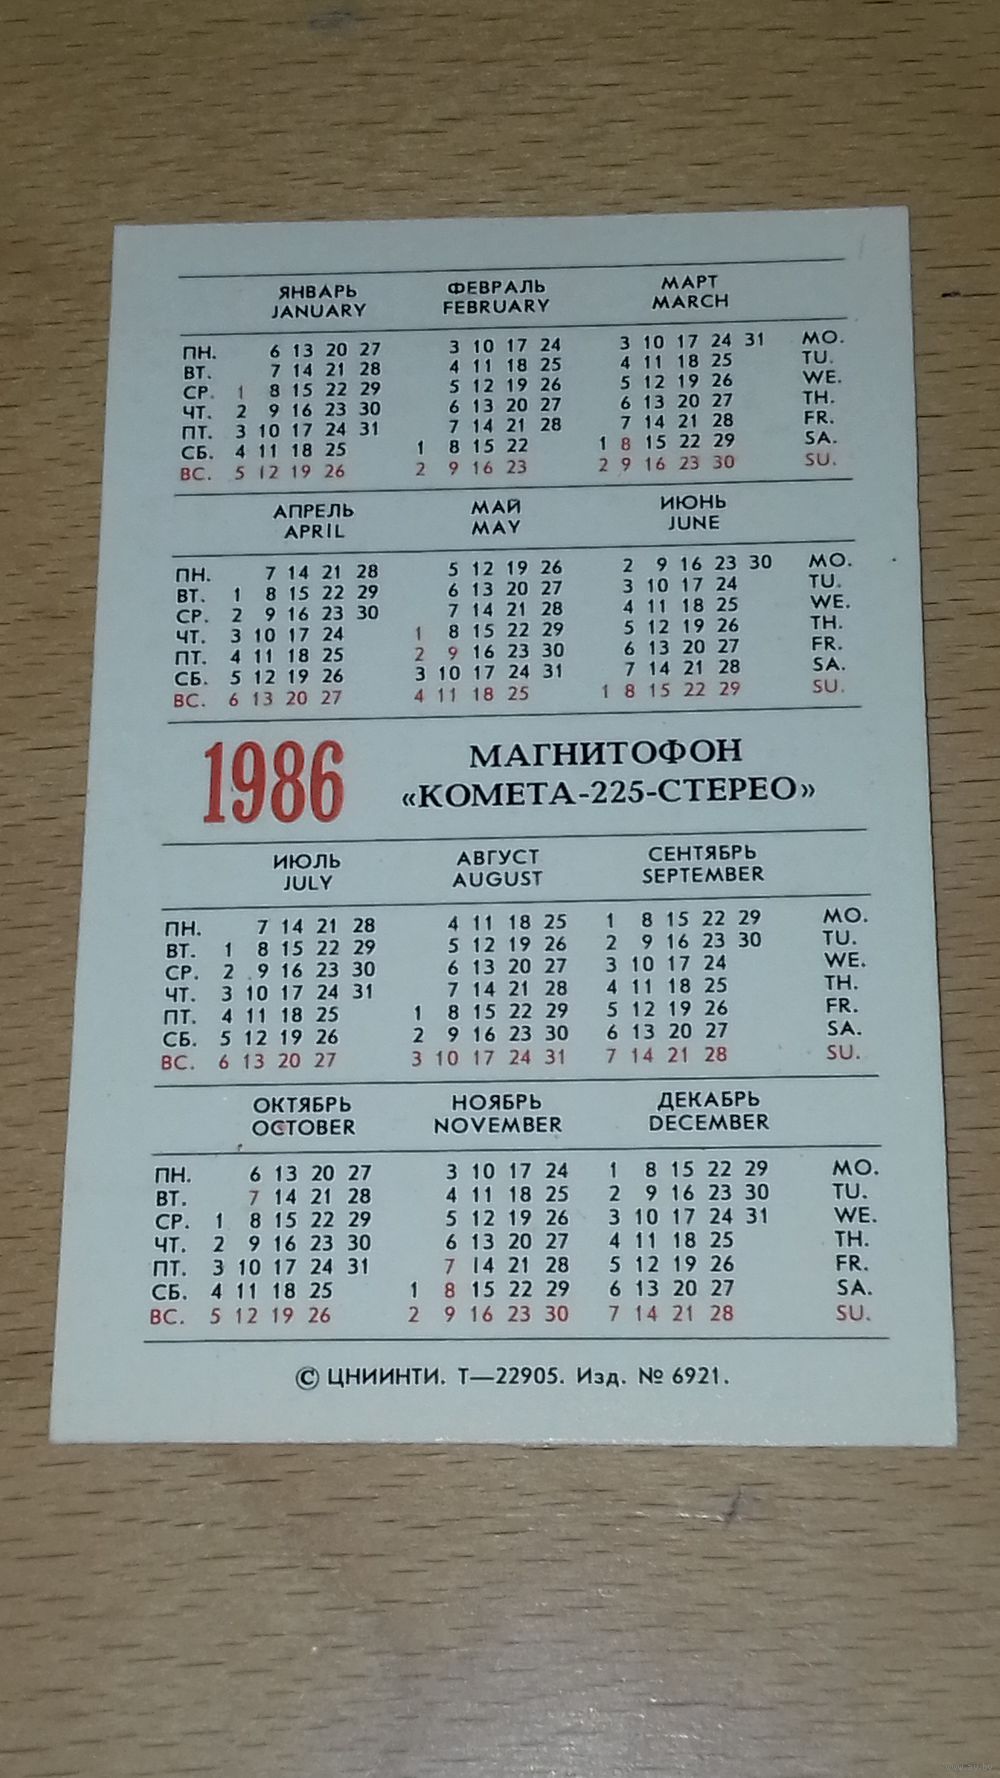 ЯНВАРЬ ФЕВРАЛЬ МАРТ
JANUARY FEBRUARY MARCH
ПН. 6 13 20 27 3 10 17 24 3 10 17 24 31 MO.
ВТ. 7 14 21 28 4 11 18 25 4 11 18 25 TU.
СР. 1 8 15 22 29 5 12 19 26 5 12 19 26 WE.
ЧТ. 2 9 16 23 30 6 13 20 27 6 13 20 27 TH.
ПТ. 3 10 17 24 31 7 14 21 28 7 14 21 28 FR.
СБ. 4 11 18 25 1 8 15 22 1 8 15 22 29 SA.
ВС. 5 12 19 26 2 9 16 23 2 9 16 23 30 SU.
АПРЕЛЬ МАЙ ИЮНЬ
APRIL MAY JUNE
ПН. 7 14 21 28 5 12 19 26 2 9 16 23 30 MO.
ВТ. 1 8 15 22 29 6 13 20 27 3 10 17 24 TU.
СР. 2 9 16 23 30 7 14 21 28 4 11 18 25 WE.
ЧТ. 3 10 17 24 1 8 15 22 29 5 12 19 26 TH.
ПТ. 4 11 18 25 2 9 16 23 30 6 13 20 27 FR.
СБ. 5 12 19 26 3 10 17 24 31 7 14 21 28 SA.
ВС. 6 13 20 27 4 11 18 25 1 8 15 22 29 SU.
1986 МАГНИТОФОН
«КОМЕТА-225-СТЕРЕО»
ИЮЛЬ АВГУСТ СЕНТЯБРЬ
JULY AUGUST SEPTEMBER
ПН. 7 14 21 28 4 11 18 25 1 8 15 22 29 MO.
ВТ. 1 8 15 22 29 5 12 19 26 2 9 16 23 30 TU.
СР. 2 9 16 23 30 6 13 20 27 3 10 17 24 WE.
ЧТ. 3 10 17 24 31 7 14 21 28 4 11 18 25 TH.
ПТ. 4 11 18 25 1 8 15 22 29 5 12 19 26 FR.
СБ. 5 12 19 26 2 9 16 23 30 6 13 20 27 SA.
ВС. 6 13 20 27 3 10 17 24 31 7 14 21 28 SU.
ОКТЯБРЬ НОЯБРЬ ДЕКАБРЬ
OCTOBER NOVEMBER DECEMBER
ПН. 6 13 20 27 3 10 17 24 1 8 15 22 29 MO.
ВТ. 7 14 21 28 4 11 18 25 2 9 16 23 30 TU.
СР. 1 8 15 22 29 5 12 19 26 3 10 17 24 31 WE.
ЧТ. 2 9 16 23 30 6 13 20 27 4 11 18 25 TH.
ПТ. 3 10 17 24 31 7 14 21 28 5 12 19 26 FR.
СБ. 4 11 18 25 1 8 15 22 29 6 13 20 27 SA.
ВС. 5 12 19 26 2 9 16 23 30 7 14 21 28 SU.
© ЦНИИНТИ. Т—22905. Изд. № 6921.